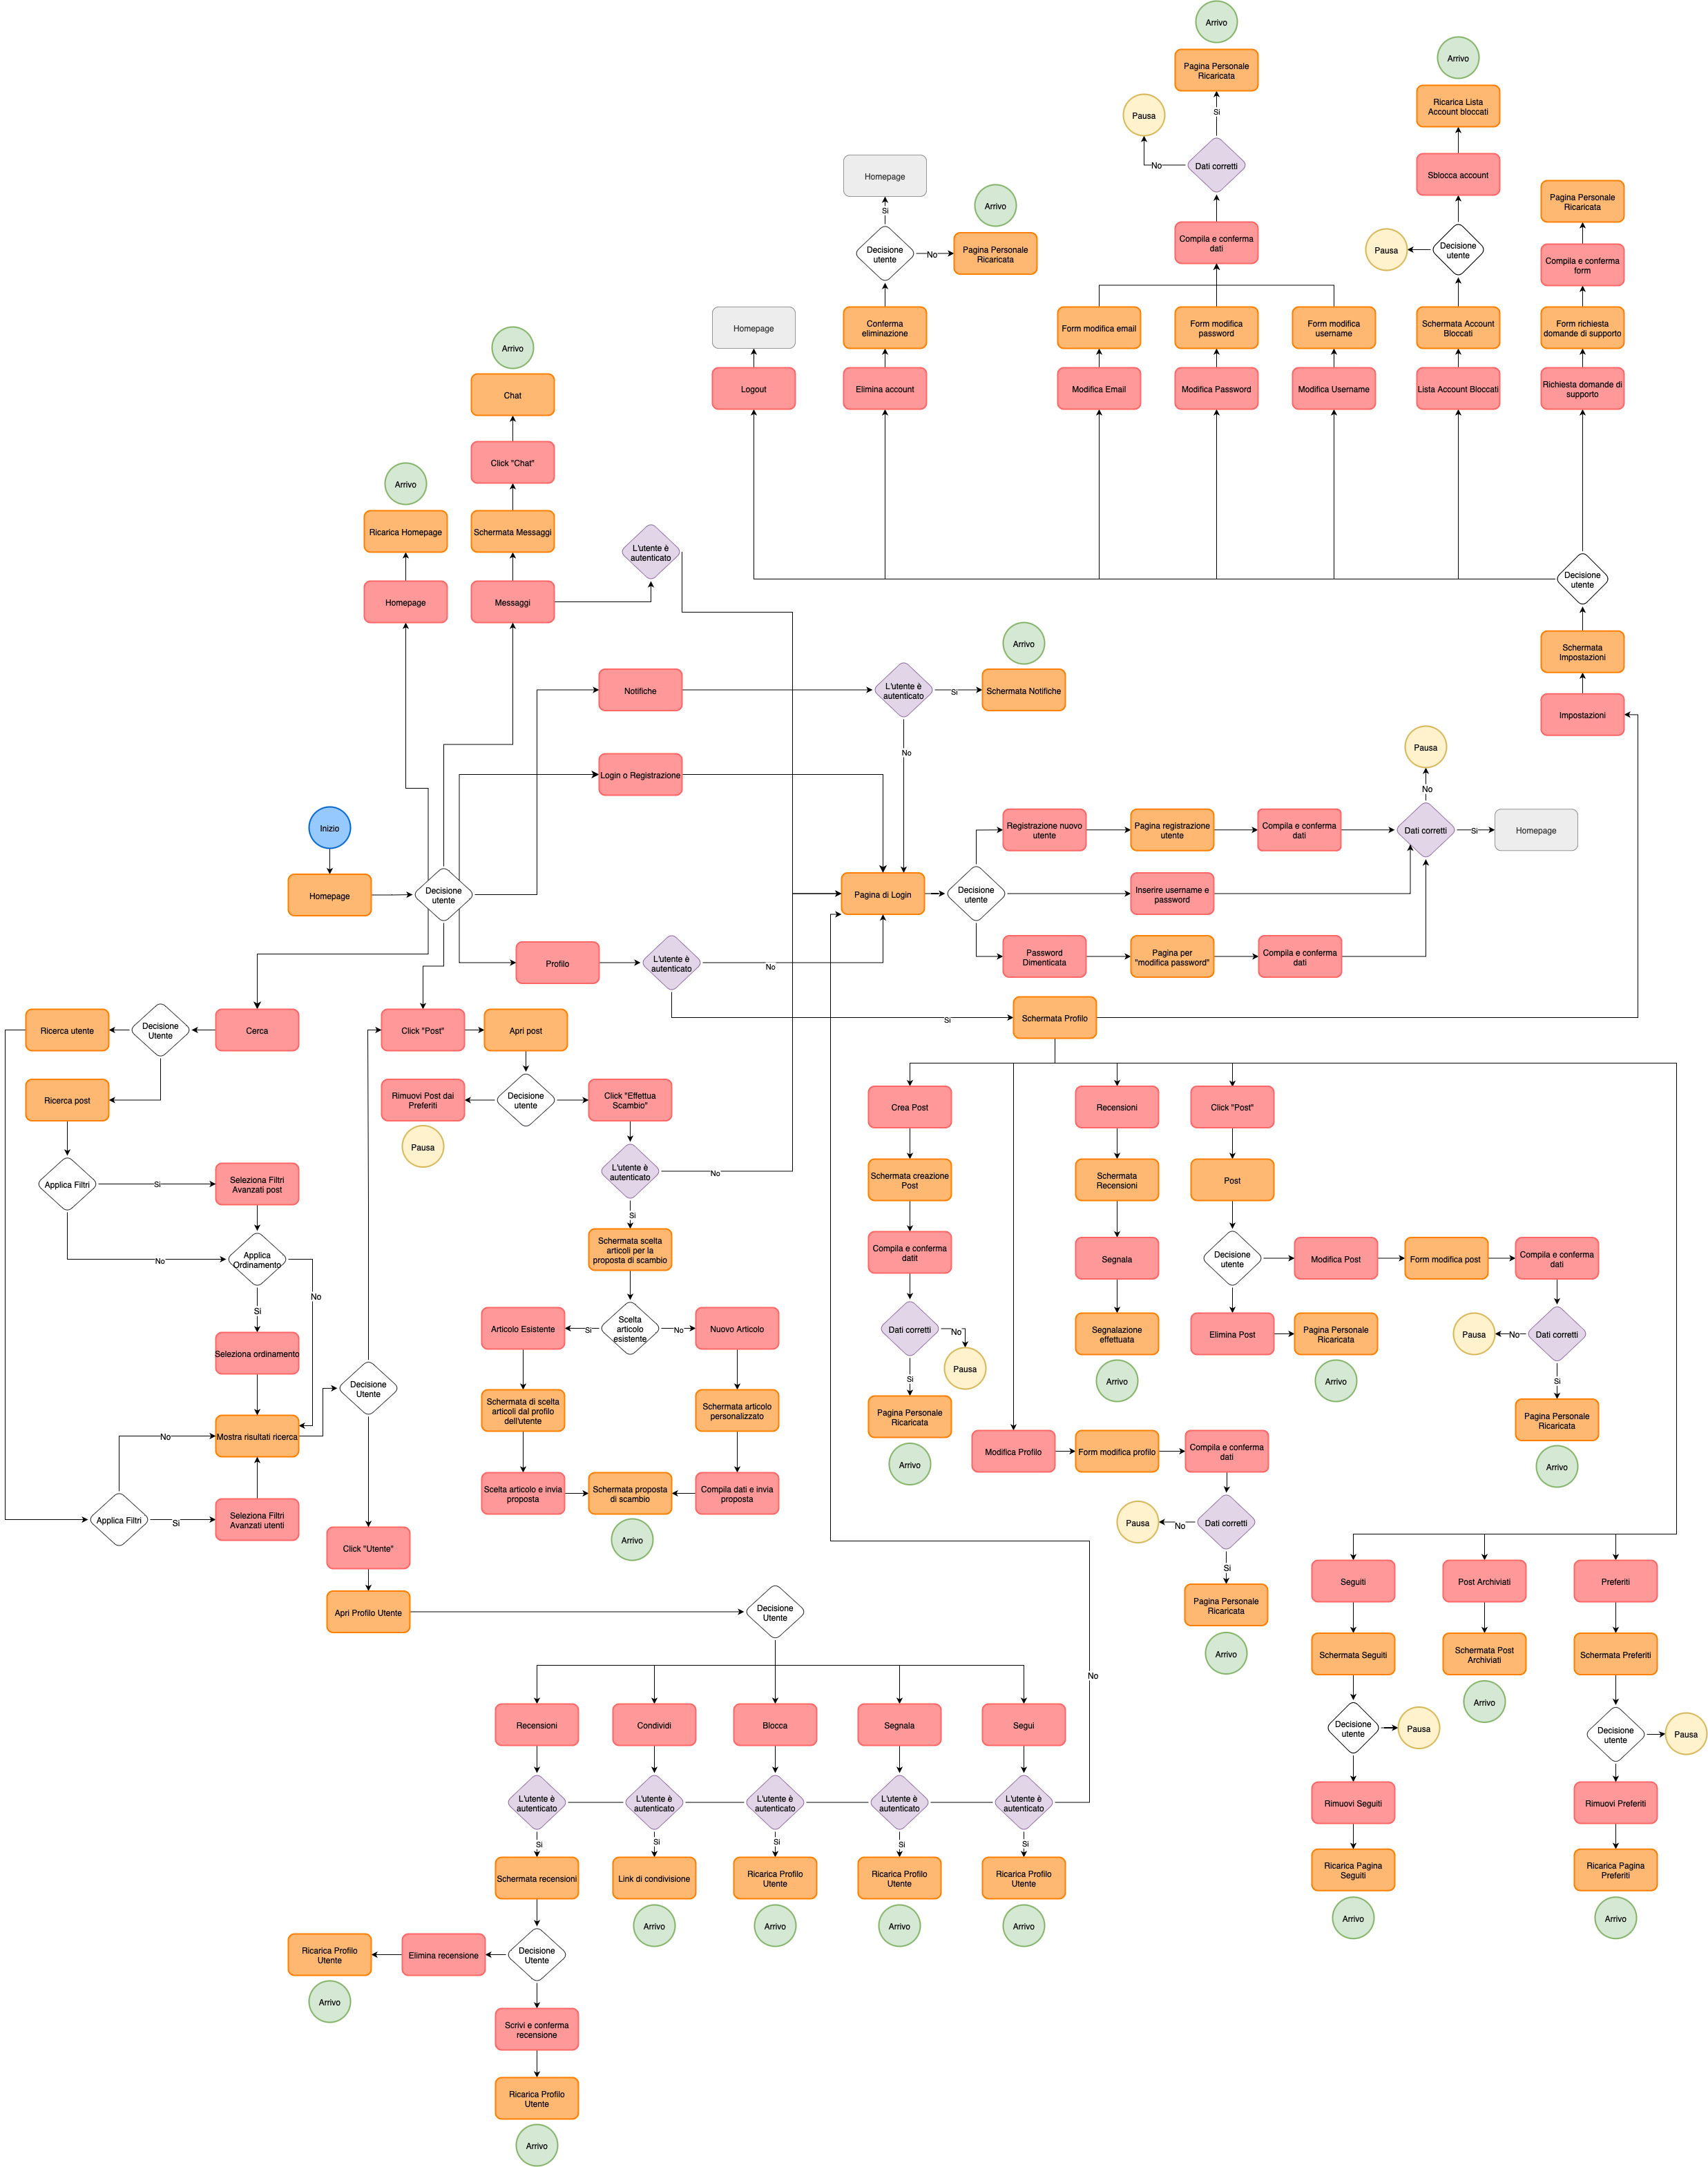 Arrivo
Pagina Personale
Ricaricata
Pausa
Si
No
Dati corretti
Compila e conferma
dati
Form modifica email
Form modifica
password
Form modifica
username
Modifica Email
Modifica Password
Modifica Username
Arrivo
Ricarica Lista
Account bloccati
Sblocca account
Pausa
Decisione
utente
Schermata Account
Bloccati
Lista Account Bloccati
Pagina Personale
Ricaricata
Compila e conferma
form
Form richiesta
domande di supporto
Richiesta domande di
supporto
Homepage
Si
Decisione
utente
No
Arrivo
Pagina Personale
Ricaricata
Conferma
eliminazione
Elimina account
Homepage
Logout
Decisione
utente
Schermata
Impostazioni
Impostazioni
Arrivo
Chat
Click "Chat"
Schermata Messaggi
Messaggi
Arrivo
Ricarica Homepage
Homepage
L'utente è
autenticato
Notifiche
L'utente è
autenticato
Si
Arrivo
Schermata Notifiche
No
Login o Registrazione
Inizio
Homepage
Decisione
utente
Pagina di Login
Decisione
utente
Registrazione nuovo
utente
Pagina registrazione
utente
Compila e conferma
dati
Pausa
No
Dati corretti
Si
Homepage
Inserire username e
password
Password
Dimenticata
Pagina per
"modifica password"
Compila e conferma
dati
Profilo
L'utente è
autenticato
No
Si
Schermata Profilo
Ricerca utente
Decisione
Utente
Cerca
Ricerca post
Applica Filtri
Si
Seleziona Filtri
Avanzati post
No
Applica
Ordinamento
No
Si
Seleziona ordinamento
Mostra risultati ricerca
No
Applica Filtri
Si
Seleziona Filtri
Avanzati utenti
Decisione
Utente
Click "Post"
Apri post
Rimuovi Post dai
Preferiti
Pausa
Decisione
utente
Click "Effettua
Scambio"
L'utente è
autenticato
No
Si
Schermata scelta
articoli per la
proposta di scambio
Articolo Esistente
Si
Scelta
articolo
esistente
No
Nuovo Articolo
Schermata di scelta
articoli dal profilo
dell'utente
Schermata articolo
personalizzato
Scelta articolo e invia
proposta
Schermata proposta
di scambio
Compila dati e invia
proposta
Arrivo
Crea Post
Schermata creazione
Post
Compila e conferma
datit
Dati corretti
No
Pausa
Si
Pagina Personale
Ricaricata
Arrivo
Recensioni
Schermata
Recensioni
Segnala
Segnalazione
effettuata
Arrivo
Click "Post"
Post
Decisione
utente
Modifica Post
Form modifica post
Compila e conferma
dati
Elimina Post
Pagina Personale
Ricaricata
Arrivo
Pausa
No
Dati corretti
Si
Pagina Personale
Ricaricata
Arrivo
Modifica Profilo
Form modifica profilo
Compila e conferma
dati
Pausa
No
Dati corretti
Si
Pagina Personale
Ricaricata
Arrivo
Seguiti
Schermata Seguiti
Decisione
utente
Pausa
Rimuovi Seguiti
Ricarica Pagina
Seguiti
Arrivo
Post Archiviati
Schermata Post
Archiviati
Arrivo
Preferiti
Schermata Preferiti
Decisione
utente
Pausa
Rimuovi Preferiti
Ricarica Pagina
Preferiti
Arrivo
Click "Utente"
Apri Profilo Utente
Decisione
Utente
No
Recensioni
Condividi
Blocca
Segnala
Segui
L'utente è
autenticato
L'utente è
autenticato
L'utente è
autenticato
L'utente è
autenticato
L'utente è
autenticato
Si
Si
Si
Si
Si
Schermata recensioni
Link di condivisione
Ricarica Profilo
Utente
Ricarica Profilo
Utente
Ricarica Profilo
Utente
Arrivo
Arrivo
Arrivo
Arrivo
Ricarica Profilo
Utente
Elimina recensione
Decisione
Utente
Arrivo
Scrivi e conferma
recensione
Ricarica Profilo
Utente
Arrivo